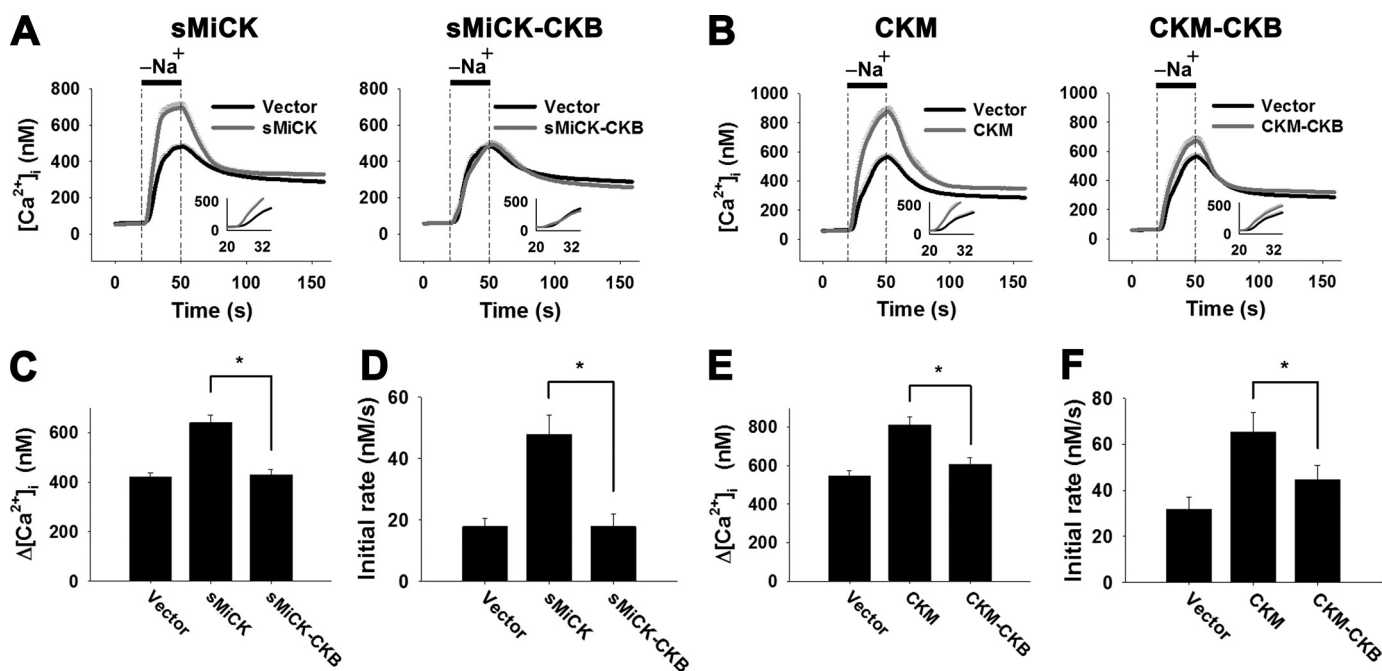 A
sMiCK
sMiCK-CKB
B
CKM
CKM-CKB
–Na+
–Na+
–Na+
–Na+
[Ca2+]i (nM)
800
600
400
200
0
Vector
sMiCK
500
0
20 32
0 50 100 150
Time (s)
800
600
400
200
0
Vector
sMiCK-CKB
500
0
20 32
0 50 100 150
Time (s)
[Ca2+]i (nM)
1000
800
600
400
200
0
Vector
CKM
500
0
20 32
0 50 100 150
Time (s)
1000
800
600
400
200
0
Vector
CKM-CKB
500
0
20 32
0 50 100 150
Time (s)
C
Δ[Ca2+]i (nM)
600
400
200
0
*
Vector
sMiCK
sMiCK-CKB
D
Initial rate (nM/s)
60
40
20
0
*
Vector
sMiCK
sMiCK-CKB
E
Δ[Ca2+]i (nM)
800
600
400
200
0
*
Vector
CKM
CKM-CKB
F
Initial rate (nM/s)
80
60
40
20
0
*
Vector
CKM
CKM-CKB